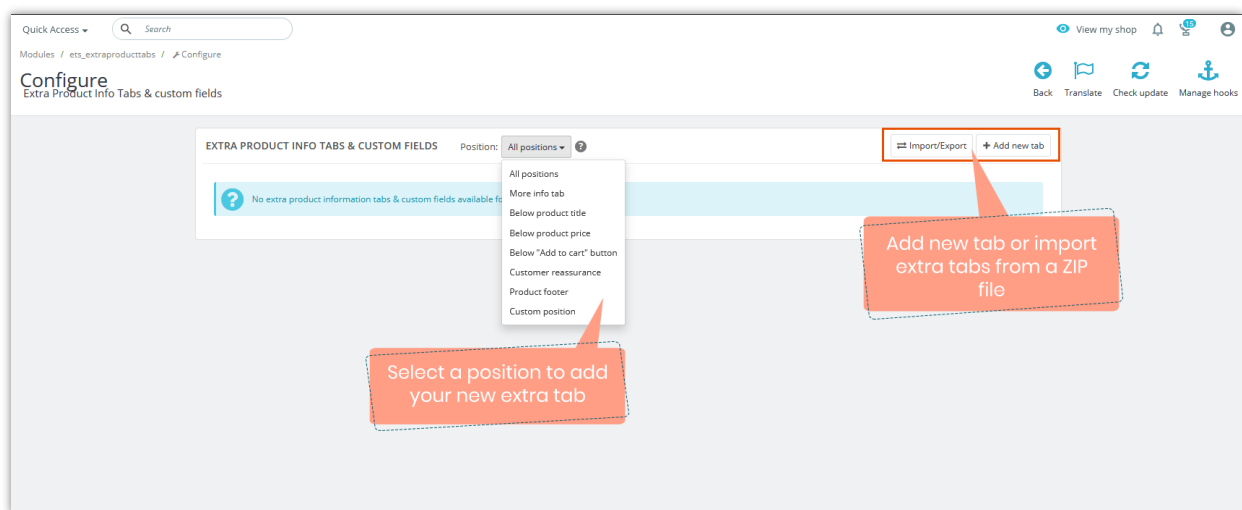 Quick Access
Search
View my shop
15
Modules / ets_extraproducttabs / Configure
Configure
Extra Product Info Tabs & custom fields
Back
Translate
Check update
Manage hooks
EXTRA PRODUCT INFO TABS & CUSTOM FIELDS
Position:
All positions
?
Import/Export
+ Add new tab
All positions
More info tab
Below product title
Below product price
Below "Add to cart" button
Customer reassurance
Product footer
Custom position
?
No extra product information tabs & custom fields available
Add new tab or import
extra tabs from a ZIP
file
Select a position to add
your new extra tab